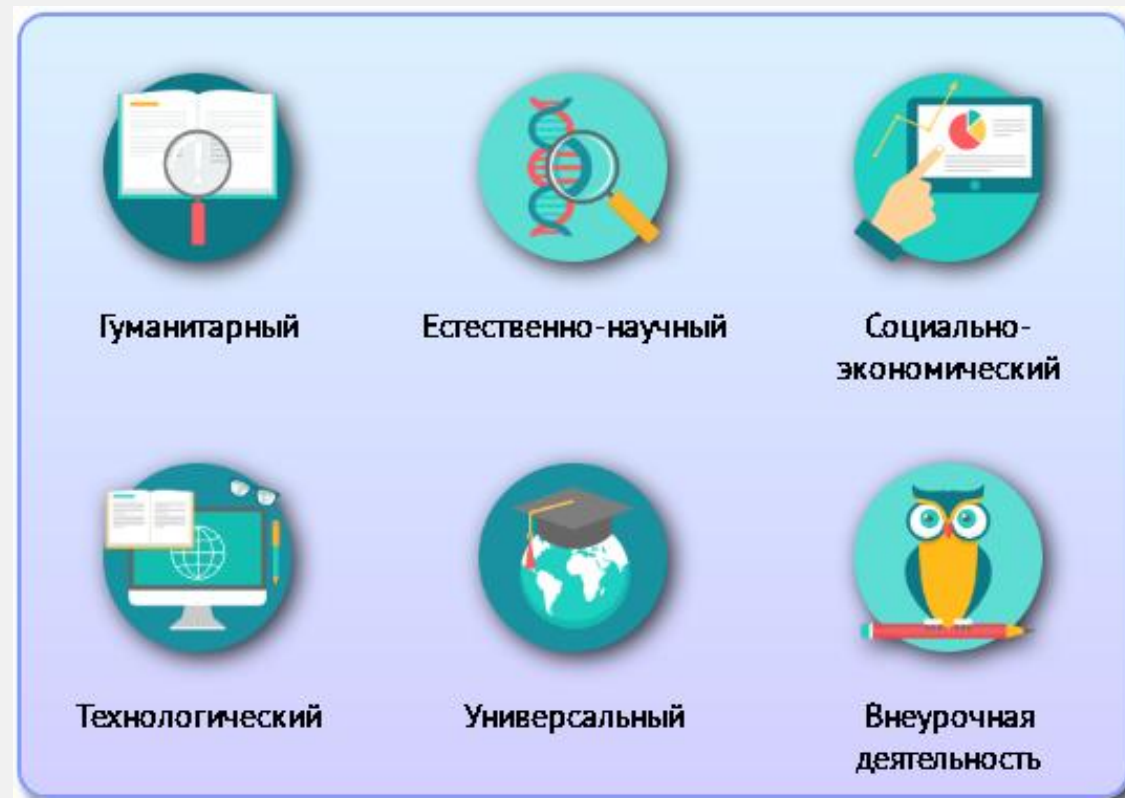 Гуманитарный
Естественно-научный
Социально-
экономический
Технологический
Универсальный
Внеурочная
деятельность